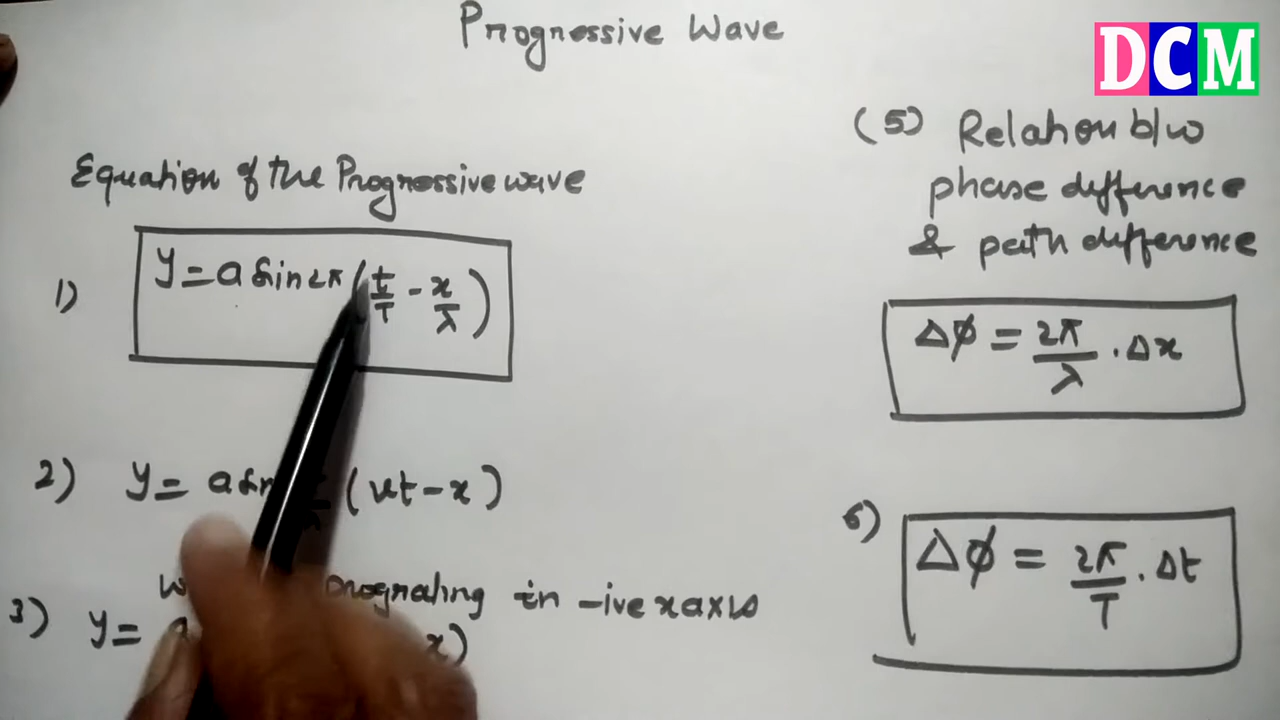 Progressive Wave
DCM
Equation of the Progressive wave
1) y = a sin 2π (t/T - x/λ)
2) y = a sin (vt - x)
in -ive x axis
3) y = x)
(5) Relation b/w
phase difference
& path difference
Δφ = 2π/λ . Δx
6) Δφ = 2π/T . Δt